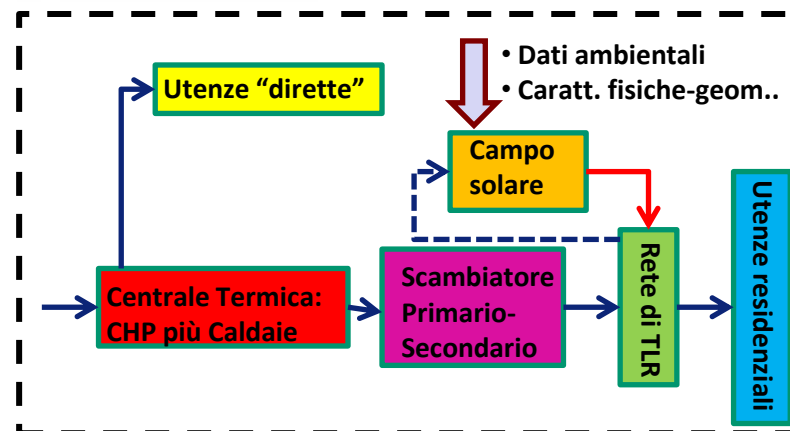 • Dati ambientali
• Caratt. fisiche-geom..
Utenze “dirette”
Campo
solare
Centrale Termica:
CHP più Caldaie
Scambiatore
Primario-
Secondario
Rete di TLR
Utenze residenziali